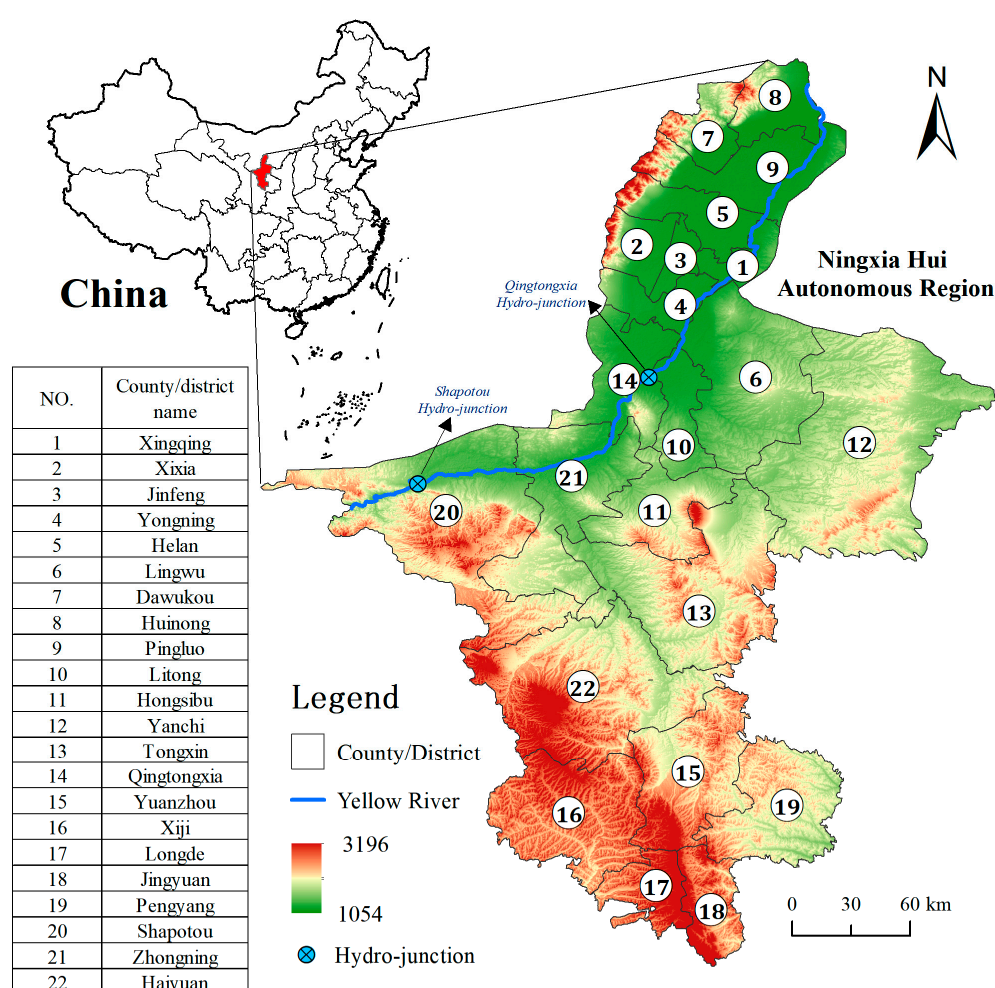 N
8
7
9
5
2
3
1
Ningxia Hui
Autonomous Region
China
Qingtongxia
Hydro-junction
4
6
14
Shapotou
Hydro-junction
12
10
21
20
11
13
22
15
16
19
17
18
NO. County/district name
1 Xingqing
2 Xixia
3 Jinfeng
4 Yongning
5 Helan
6 Lingwu
7 Dawukou
8 Huinong
9 Pingluo
10 Litong
11 Hongsibu
12 Yanchi
13 Tongxin
14 Qingtongxia
15 Yuanzhou
16 Xiji
17 Longde
18 Jingyuan
19 Pengyang
20 Shapotou
21 Zhongning
22 Haiyuan
Legend
County/District
Yellow River
3196
1054
Hydro-junction
0 30 60 km